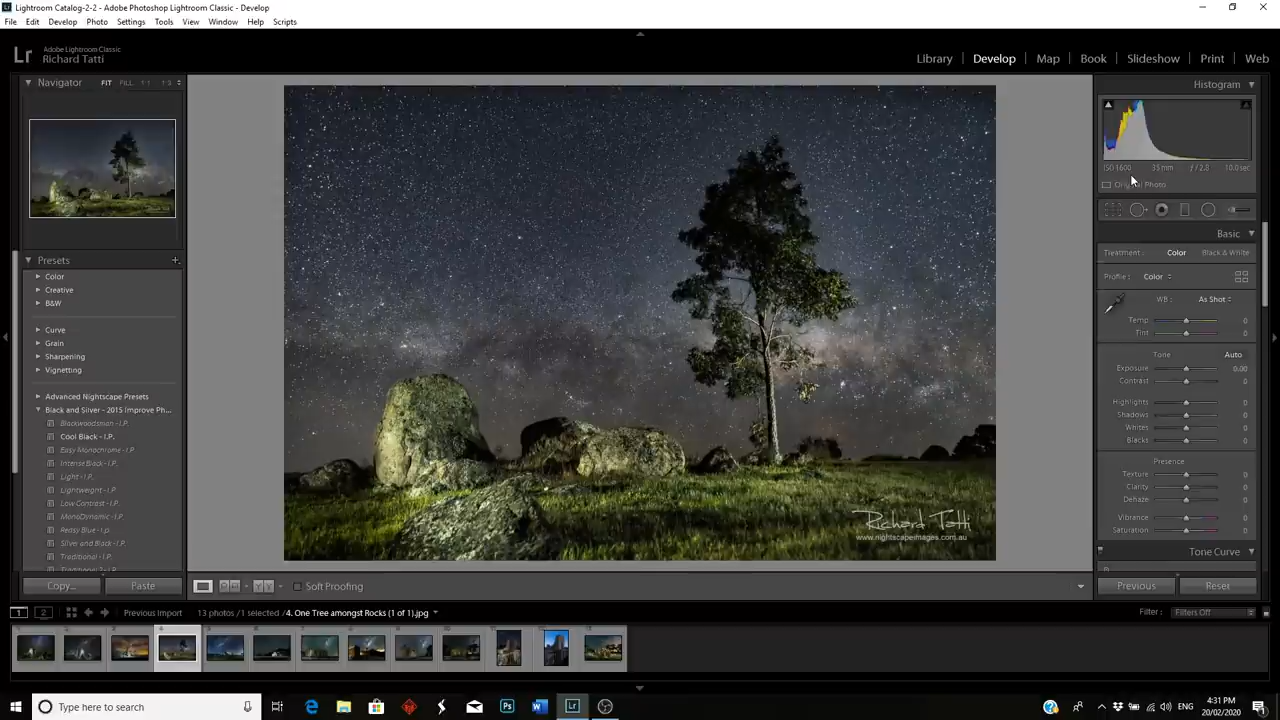 Lightroom Catalog-2-2 - Adobe Photoshop Lightroom Classic - Develop
File Edit Develop Photo Settings Tools View Window Help Scripts
Lr Adobe Lightroom Classic
Richard Tatti
Library | Develop | Map | Book | Slideshow | Print | Web
Navigator FIT FILL 1:1 1:3
Histogram
ISO 1600 35 mm f / 2.8 10.0 sec
Original Photo
Presets +
Color
Creative
B&W
Curve
Grain
Sharpening
Vignetting
Advanced Nightscape Presets
Black and Silver - 2015 Improve Ph...
Blackwoodsman - I.P.
Cool Black - I.P.
Easy Monochrome - I.P.
Intense Black - I.P.
Light - I.P.
Lightweight - I.P.
Low Contrast - I.P.
MonoDynamic - I.P.
Silver and Black - I.P.
Traditional - I.P.
Copy... Paste
Richard Tatti
www.nightscapeimages.com.au
Basic
Treatment : Color Black & White
Profile : Color
WB : As Shot
Temp 0
Tint 0
Tone Auto
Exposure 0.00
Contrast 0
Highlights 0
Shadows 0
Whites 0
Blacks 0
Presence
Texture 0
Clarity 0
Dehaze 0
Vibrance 0
Saturation 0
Tone Curve
Previous Reset
Soft Proofing
1 2 Previous Import 13 photos / 1 selected / 4. One Tree amongst Rocks (1 of 1).jpg
Filter : Filters Off
Type here to search
ENG
4:31 PM
20/02/2020